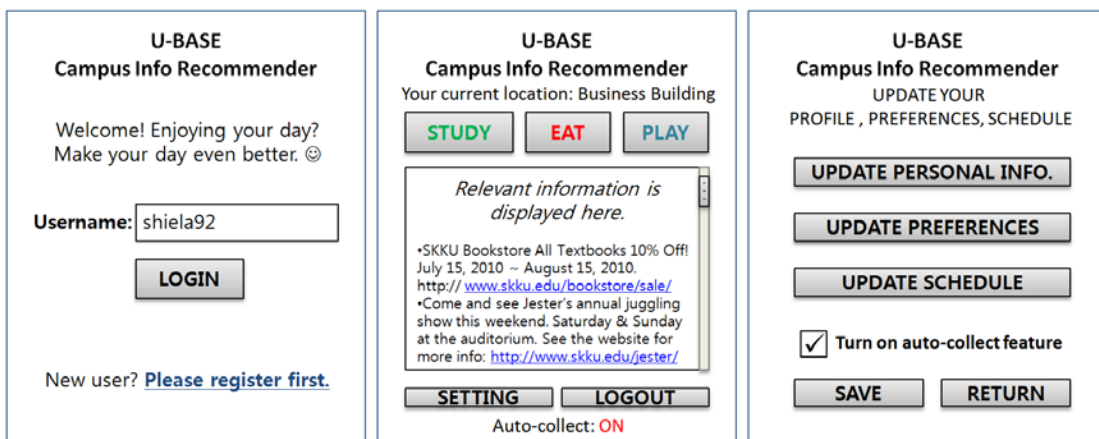 U-BASE
Campus Info Recommender
Welcome! Enjoying your day?
Make your day even better. ☺
Username: shiela92
LOGIN
New user? Please register first.
U-BASE
Campus Info Recommender
Your current location: Business Building
STUDY EAT PLAY
Relevant information is
displayed here.
•SKKU Bookstore All Textbooks 10% Off!
July 15, 2010 ~ August 15, 2010.
http:// www.skku.edu/bookstore/sale/
•Come and see Jester's annual juggling
show this weekend. Saturday & Sunday
at the auditorium. See the website for
more info: http://www.skku.edu/jester/
SETTING LOGOUT
Auto-collect: ON
U-BASE
Campus Info Recommender
UPDATE YOUR
PROFILE , PREFERENCES, SCHEDULE
UPDATE PERSONAL INFO.
UPDATE PREFERENCES
UPDATE SCHEDULE
Turn on auto-collect feature
SAVE RETURN